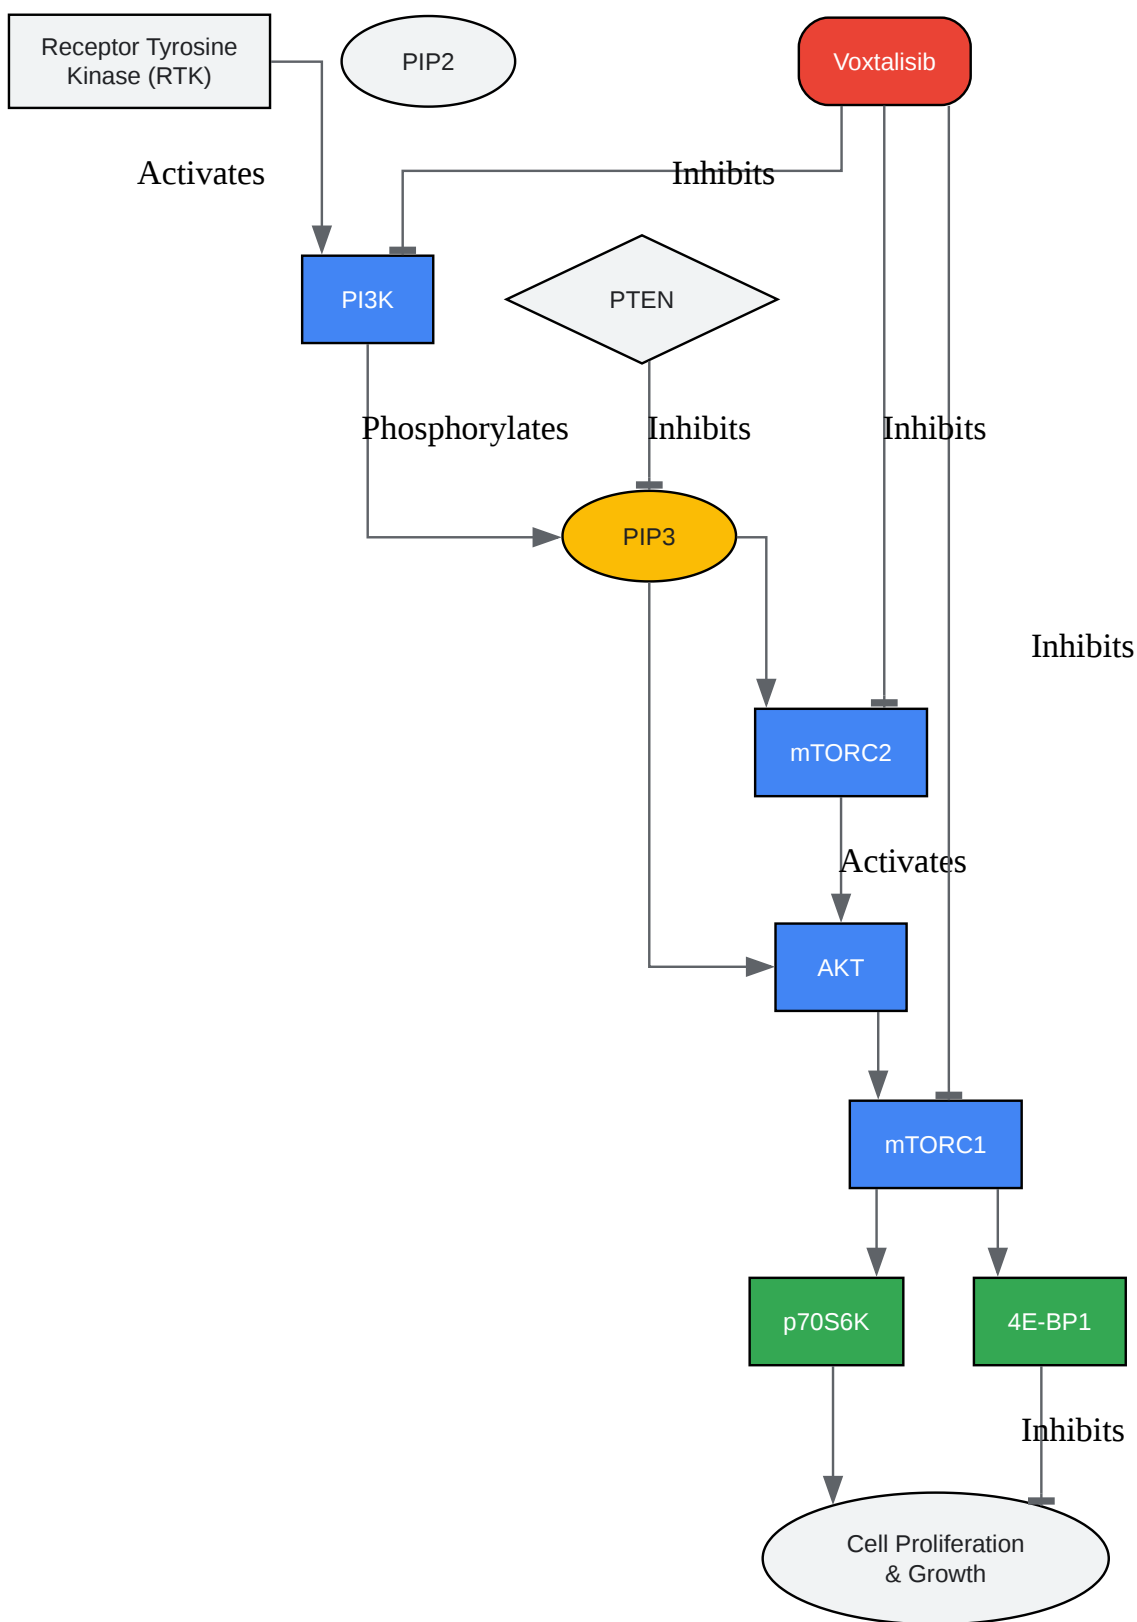 Receptor Tyrosine
Kinase (RTK)
PIP2
Voxtalisib
Activates
Inhibits
PI3K
PTEN
Phosphorylates
Inhibits
Inhibits
PIP3
Inhibits
mTORC2
Activates
AKT
mTORC1
p70S6K
4E-BP1
Inhibits
Cell Proliferation
& Growth